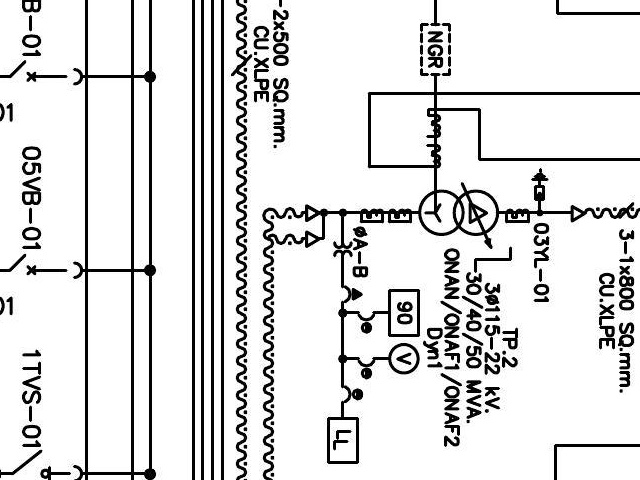 B-01
01
05VB-01
01
1TVS-01
-2x500 SQ.mm.
CU.XLPE
NGR
øA-B
90
V
LL
03YL-01
3-1x800 SQ.mm.
CU.XLPE
TP.2
3ø115-22 kV.
30/40/50 MVA.
ONAN/ONAF1/ONAF2
Dyn1